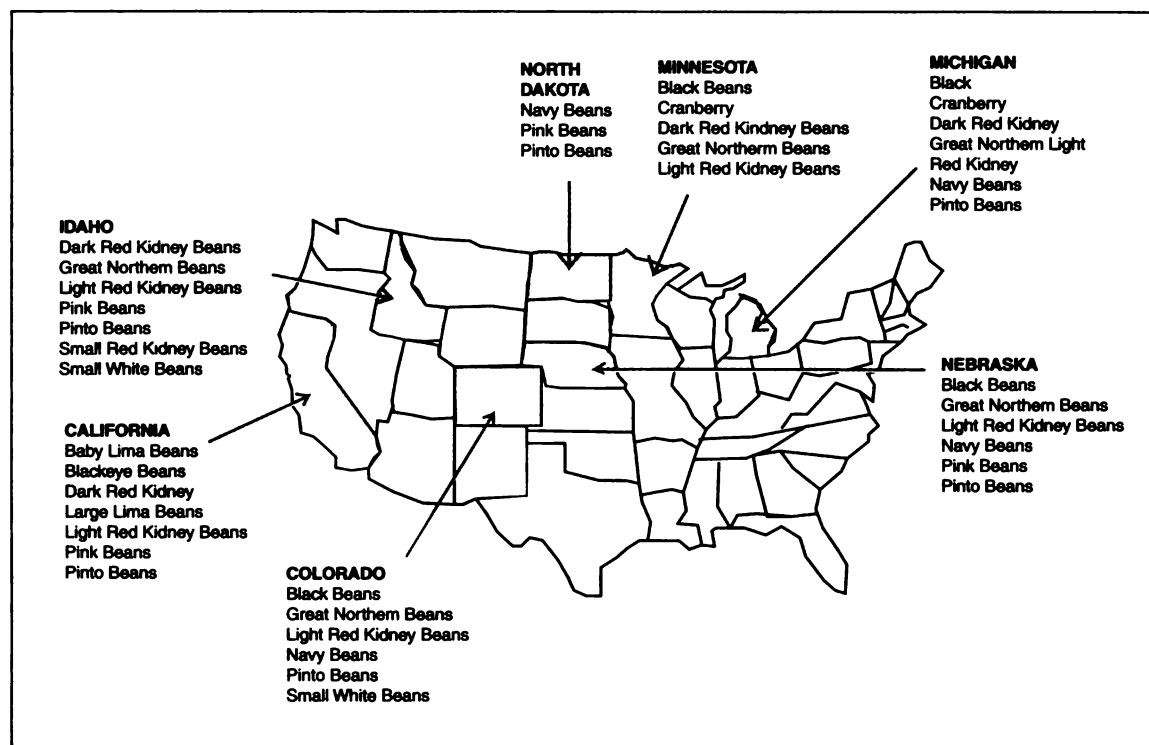 NORTH
DAKOTA
Navy Beans
Pink Beans
Pinto Beans
MINNESOTA
Black Beans
Cranberry
Dark Red Kindney Beans
Great Northerm Beans
Light Red Kidney Beans
MICHIGAN
Black
Cranberry
Dark Red Kidney
Great Northern Light
Red Kidney
Navy Beans
Pinto Beans
IDAHO
Dark Red Kidney Beans
Great Northern Beans
Light Red Kidney Beans
Pink Beans
Pinto Beans
Small Red Kidney Beans
Small White Beans
CALIFORNIA
Baby Lima Beans
Blackeye Beans
Dark Red Kidney
Large Lima Beans
Light Red Kidney Beans
Pink Beans
Pinto Beans
COLORADO
Black Beans
Great Northern Beans
Light Red Kidney Beans
Navy Beans
Pinto Beans
Small White Beans
NEBRASKA
Black Beans
Great Northern Beans
Light Red Kidney Beans
Navy Beans
Pink Beans
Pinto Beans